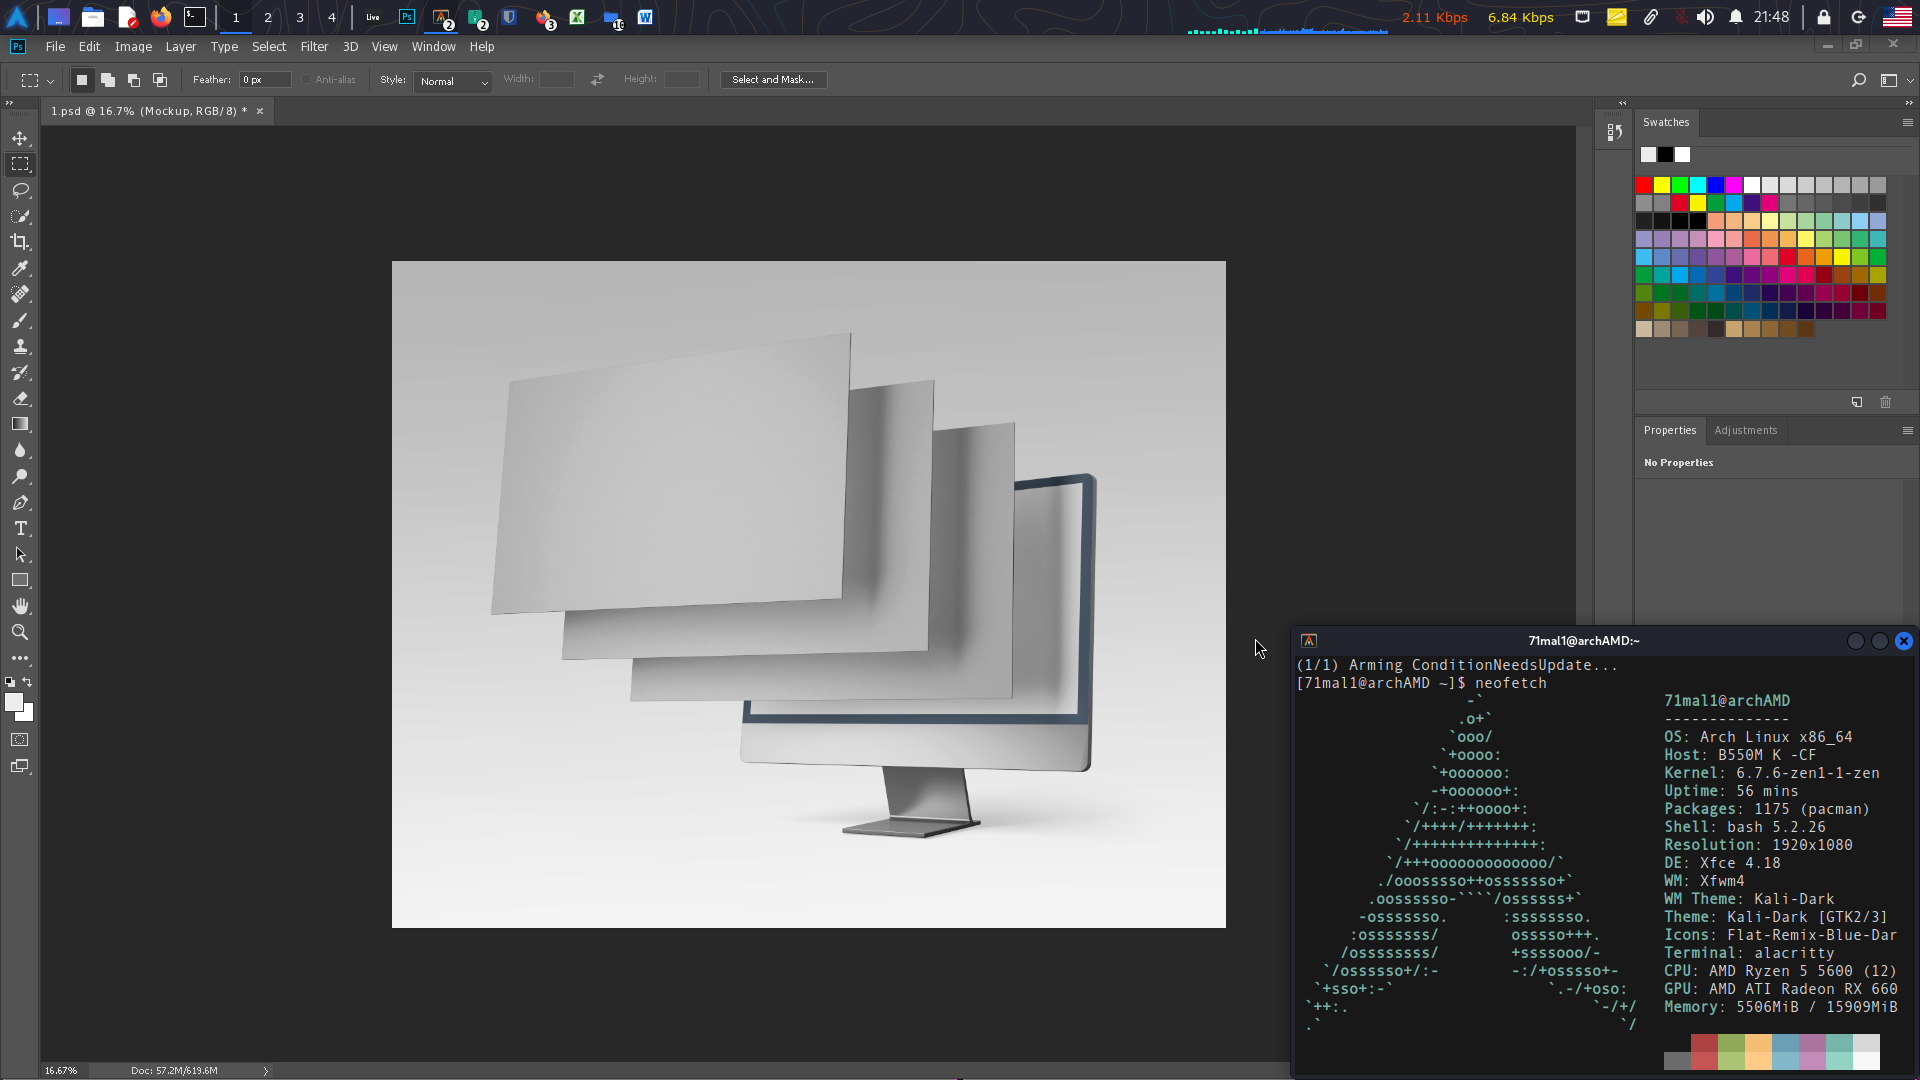 1 2 3 4 Live Ps 2 2 3 10 2.11 Kbps 6.84 Kbps 21:48
Ps File Edit Image Layer Type Select Filter 3D View Window Help
Feather: 0 px Anti-alias Style: Normal Width: Height: Select and Mask...
1.psd @ 16.7% (Mockup, RGB/8) * ×
Swatches
Properties Adjustments
No Properties
71mal1@archAMD:~
(1/1) Arming ConditionNeedsUpdate...
[71mal1@archAMD ~]$ neofetch
-` 71mal1@archAMD
.o+` --------------
`ooo/ OS: Arch Linux x86_64
`+oooo: Host: B550M K -CF
`+oooooo: Kernel: 6.7.6-zen1-1-zen
-+oooooo+: Uptime: 56 mins
`/:-:++oooo+: Packages: 1175 (pacman)
`/++++/+++++++: Shell: bash 5.2.26
`/++++++++++++++: Resolution: 1920x1080
`/+++ooooooooooooo/` DE: Xfce 4.18
./ooosssso++osssssso+` WM: Xfwm4
.oossssso-````/ossssss+` WM Theme: Kali-Dark
-osssssso. :ssssssso. Theme: Kali-Dark [GTK2/3]
:osssssss/ osssso+++. Icons: Flat-Remix-Blue-Dar
/ossssssss/ +ssssooo/- Terminal: alacritty
`/ossssso+/:- -:/+osssso+- CPU: AMD Ryzen 5 5600 (12)
`+sso+:-` `.-/+oso: GPU: AMD ATI Radeon RX 660
`++:. `-/+/ Memory: 5506MiB / 15909MiB
.` `/
16.67% Doc: 57.2M/619.6M